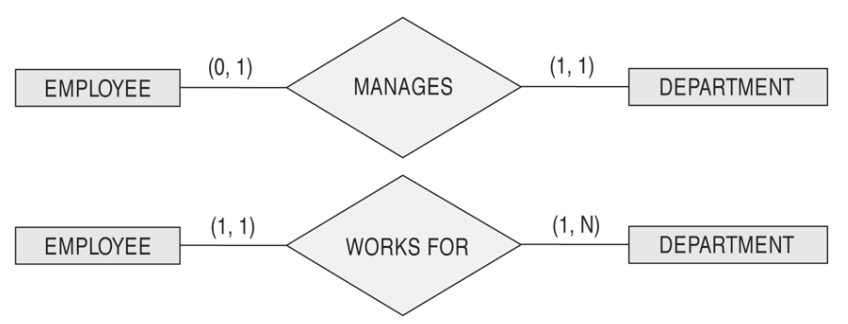 (0, 1)
(1, 1)
EMPLOYEE
MANAGES
DEPARTMENT
(1, 1)
(1, N)
EMPLOYEE
WORKS FOR
DEPARTMENT